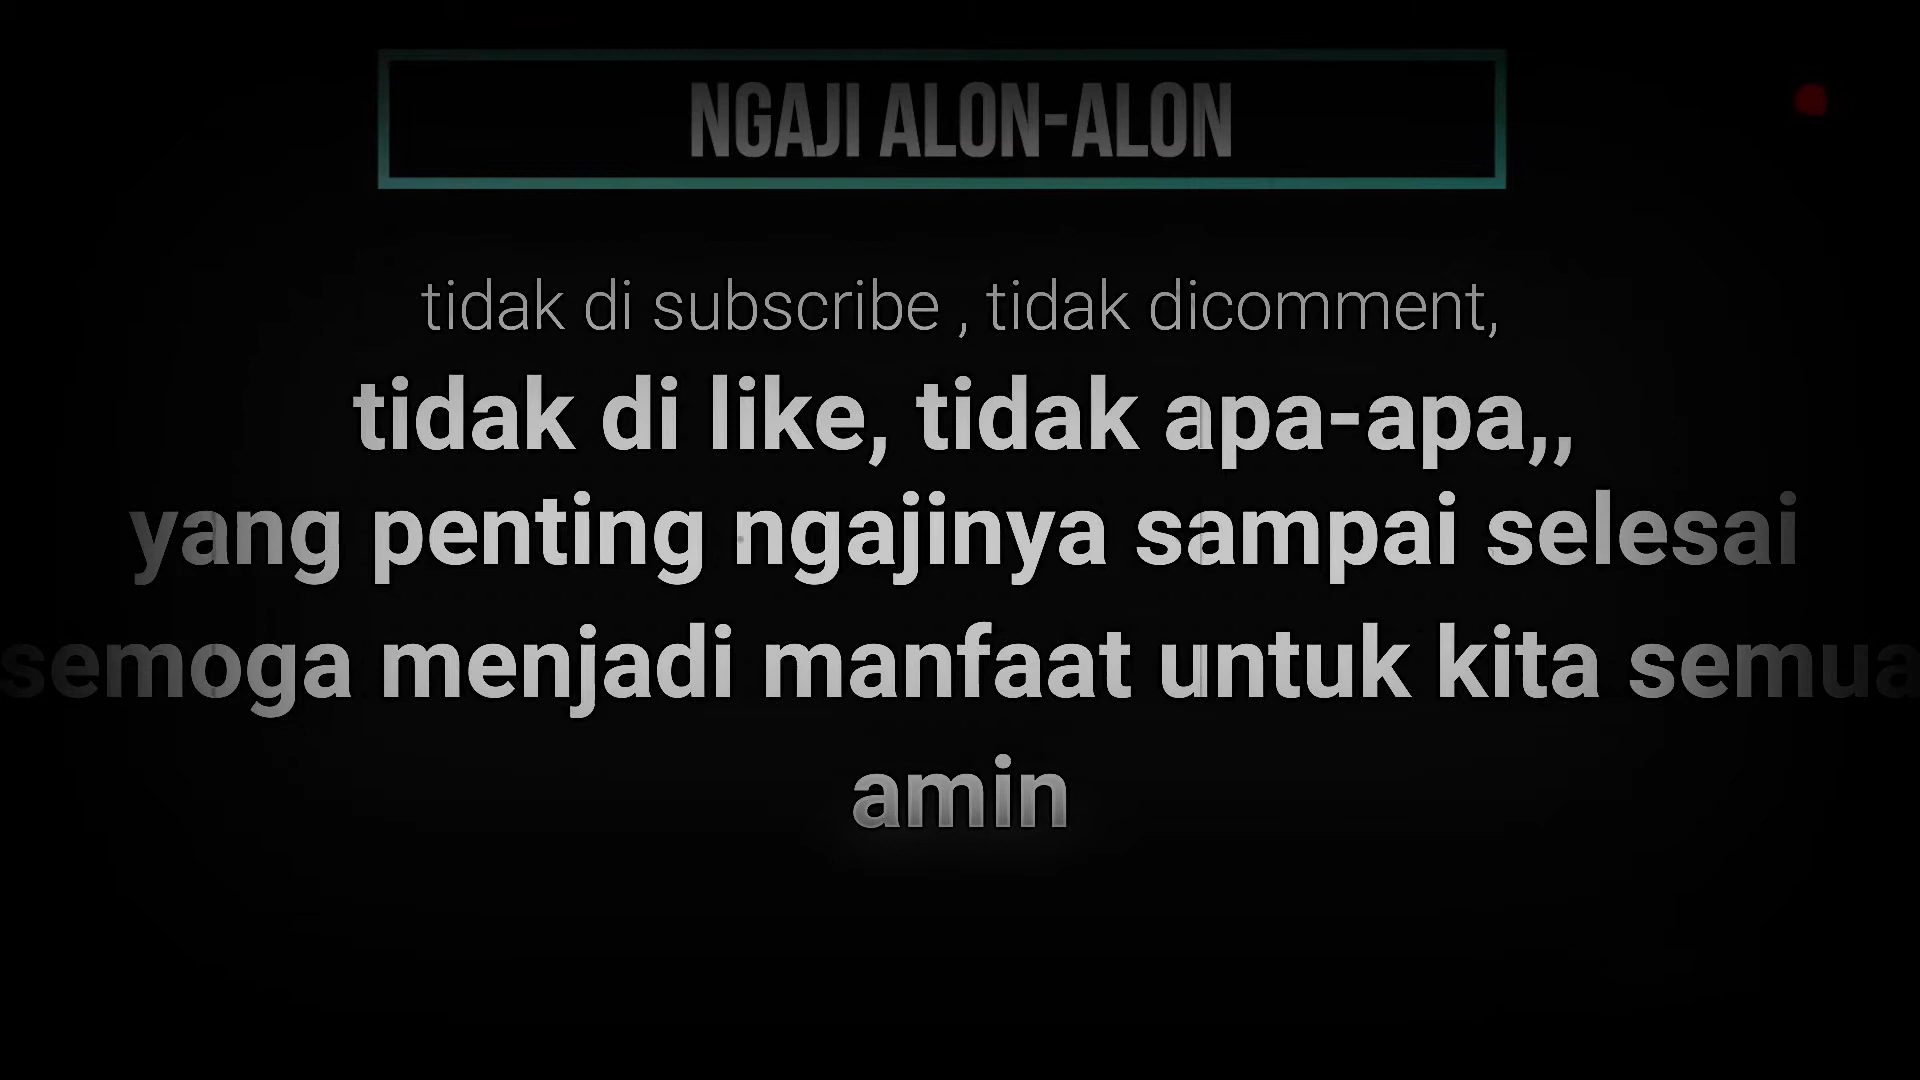 NGAJI ALON-ALON
tidak di subscribe , tidak dicomment,
tidak di like, tidak apa-apa,,
yang penting ngajinya sampai selesai
semoga menjadi manfaat untuk kita semua
amin